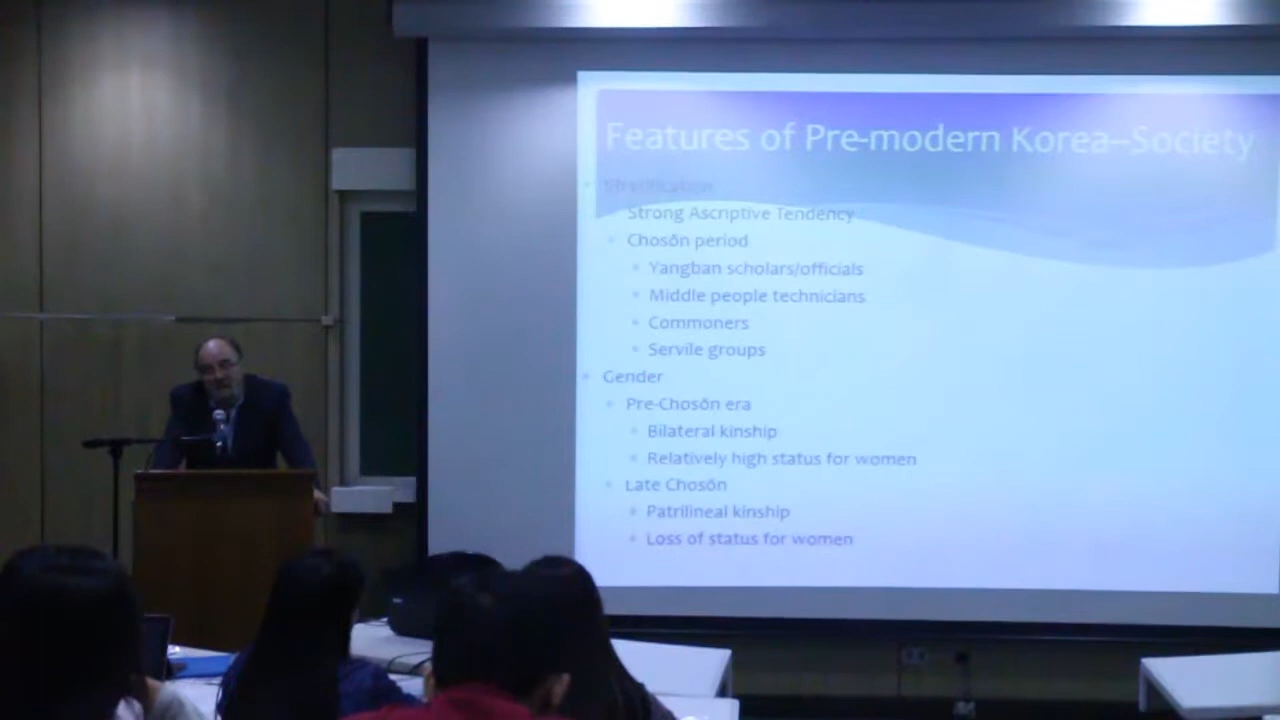 Features of Pre-modern Korea–Society
Stratification
Strong Ascriptive Tendency
Chosŏn period
Yangban scholars/officials
Middle people technicians
Commoners
Servile groups
Gender
Pre-Chosŏn era
Bilateral kinship
Relatively high status for women
Late Chosŏn
Patrilineal kinship
Loss of status for women